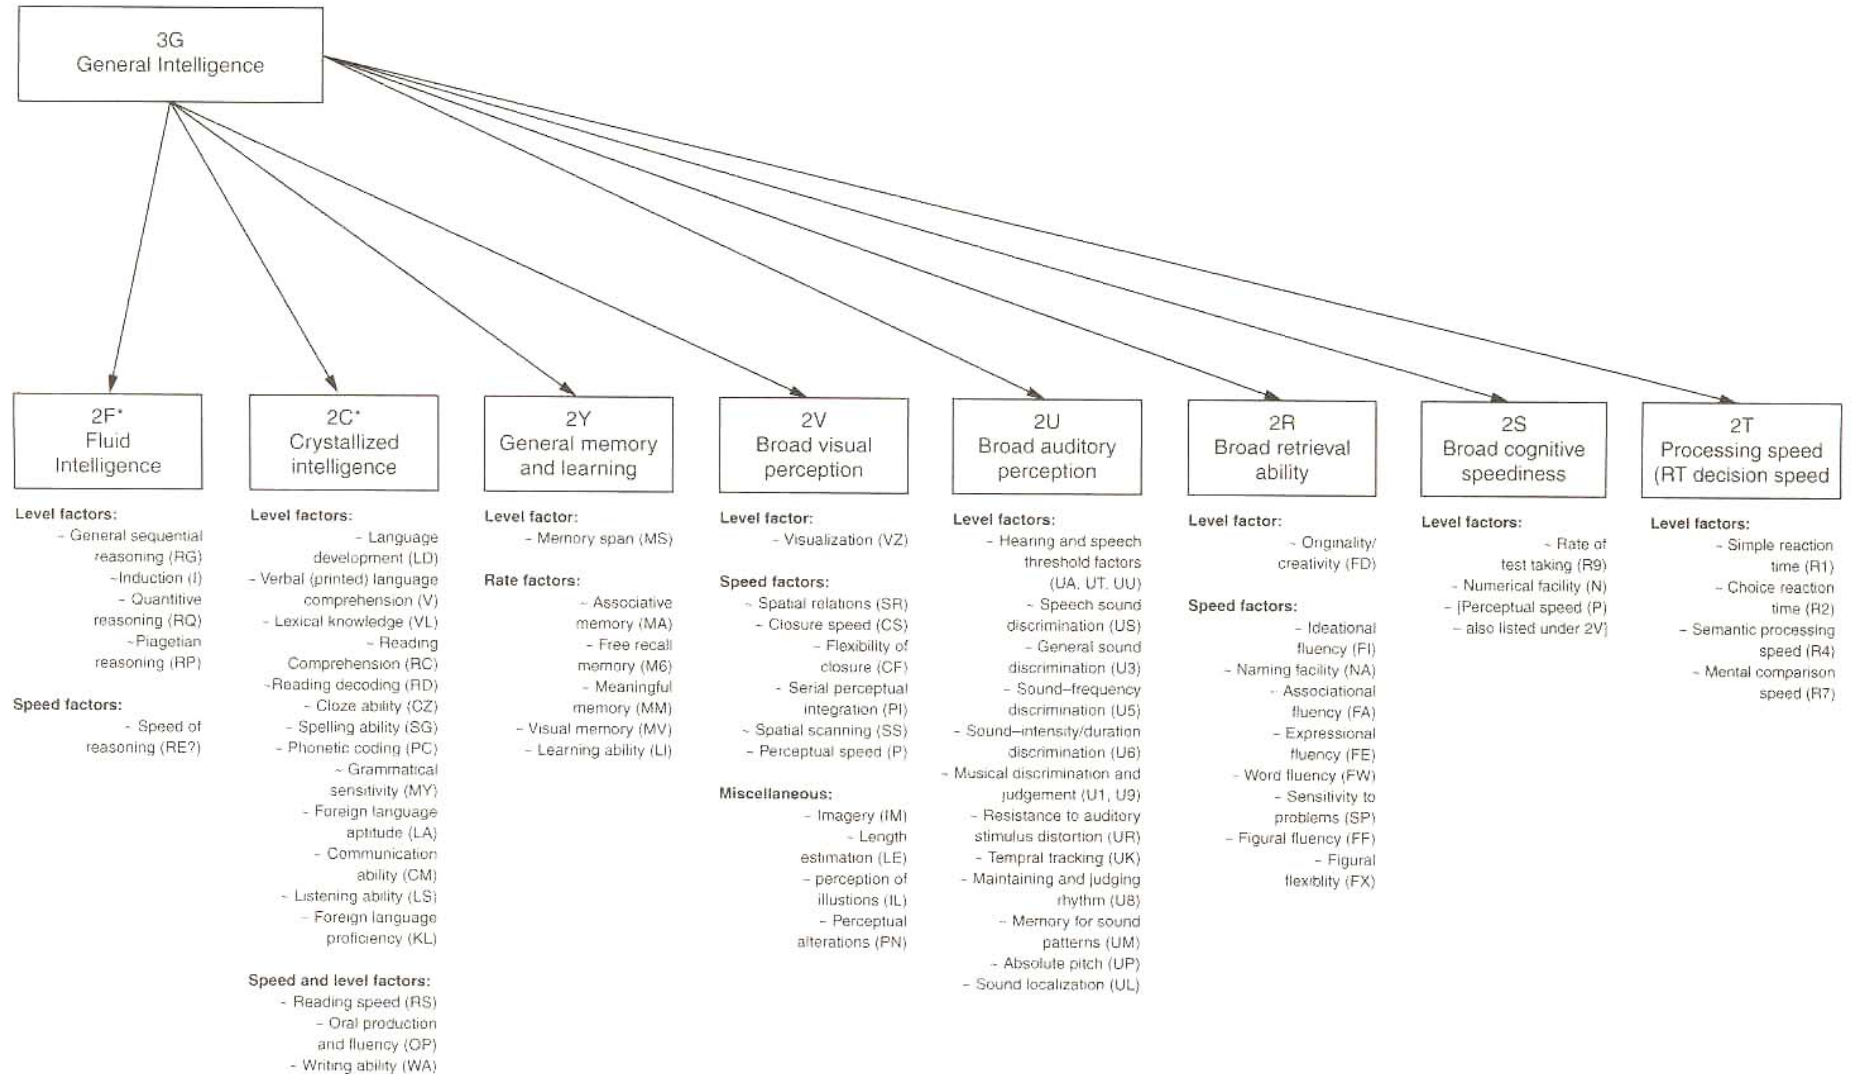 3G
General Intelligence
2F*
Fluid
Intelligence
Level factors:
- General sequential
reasoning (RG)
~Induction (I)
- Quantitive
reasoning (RQ)
~Piagetian
reasoning (RP)
Speed factors:
- Speed of
reasoning (RE?)
2C*
Crystallized
intelligence
Level factors:
- Language
development (LD)
- Verbal (printed) language
comprehension (V)
- Lexical knowledge (VL)
- Reading
Comprehension (RC)
~Reading decoding (RD)
- Cloze ability (CZ)
- Spelling ability (SG)
- Phonetic coding (PC)
~ Grammatical
sensitivity (MY)
- Foreign language
aptitude (LA)
- Communication
ability (CM)
- Listening ability (LS)
- Foreign language
proficiency (KL)
Speed and level factors:
- Reading speed (RS)
- Oral production
and fluency (OP)
- Writing ability (WA)
2Y
General memory
and learning
Level factor:
- Memory span (MS)
Rate factors:
~ Associative
memory (MA)
- Free recall
memory (M6)
- Meaningful
memory (MM)
- Visual memory (MV)
- Learning ability (LI)
2V
Broad visual
perception
Level factor:
- Visualization (VZ)
Speed factors:
~ Spatial relations (SR)
- Closure speed (CS)
- Flexibility of
closure (CF)
- Serial perceptual
integration (PI)
~ Spatial scanning (SS)
- Perceptual speed (P)
Miscellaneous:
- Imagery (IM)
~ Length
estimation (LE)
- perception of
illustions (IL)
- Perceptual
alterations (PN)
2U
Broad auditory
perception
Level factors:
- Hearing and speech
threshold factors
(UA, UT, UU)
~ Speech sound
discrimination (US)
- General sound
discrimination (U3)
~ Sound–frequency
discrimination (U5)
- Sound–intensity/duration
discrimination (U6)
~ Musical discrimination and
judgement (U1, U9)
- Resistance to auditory
stimulus distortion (UR)
- Tempral tracking (UK)
- Maintaining and judging
rhythm (U8)
- Memory for sound
patterns (UM)
- Absolute pitch (UP)
- Sound localization (UL)
2R
Broad retrieval
ability
Level factor:
~ Originality/
creativity (FD)
Speed factors:
- Ideational
fluency (FI)
- Naming facility (NA)
- Associational
fluency (FA)
- Expressional
fluency (FE)
- Word fluency (FW)
~ Sensitivity to
problems (SP)
- Figural fluency (FF)
- Figural
flexiblity (FX)
2S
Broad cognitive
speediness
Level factors:
~ Rate of
test taking (R9)
- Numerical facility (N)
- [Perceptual speed (P)
- also listed under 2V]
2T
Processing speed
(RT decision speed
Level factors:
~ Simple reaction
time (R1)
- Choice reaction
time (R2)
- Semantic processing
speed (R4)
~ Mental comparison
speed (R7)